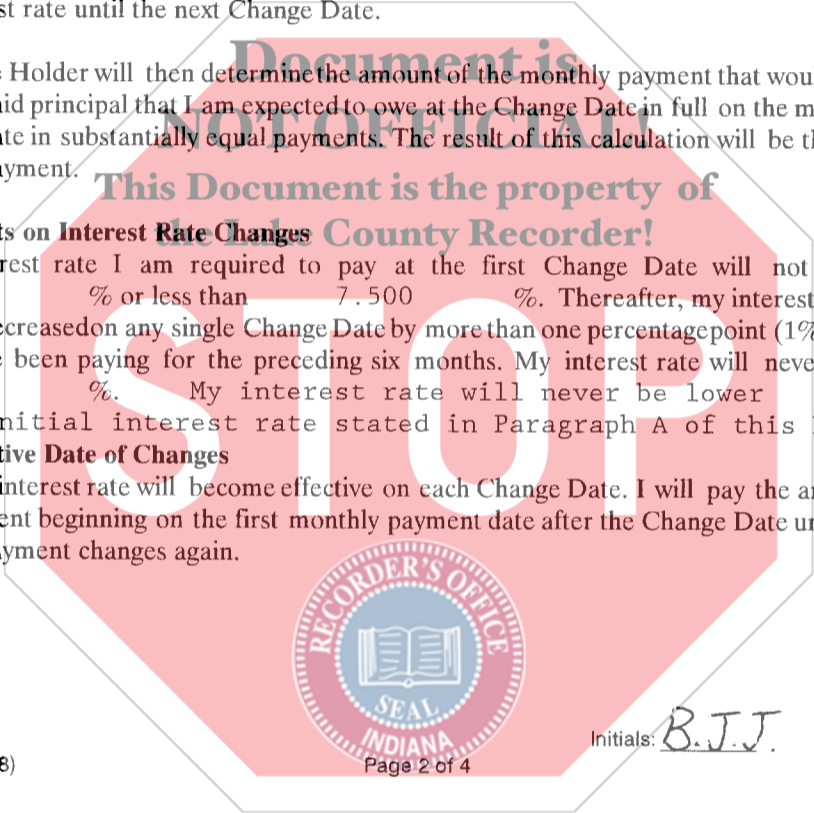 st rate until the next Change Date.
Document is
Holder will then determine the amount of the monthly payment that woul
id principal that I am expected to owe at the Change Date in full on the m
NOT OFFICIAL!
te in substantially equal payments. The result of this calculation will be th
yment.
This Document is the property of
the Lake County Recorder!
ts on Interest Rate Changes
rest rate I am required to pay at the first Change Date will not
% or less than 7.500 %. Thereafter, my interest
creased on any single Change Date by more than one percentage point (1%
been paying for the preceding six months. My interest rate will neve
%. My interest rate will never be lower
nitial interest rate stated in Paragraph A of this
tive Date of Changes
interest rate will become effective on each Change Date. I will pay the a
ent beginning on the first monthly payment date after the Change Date un
yment changes again.
STOP
RECORDER'S OFFICE
SEAL
INDIANA
Initials: B.J.J.
8)
Page 2 of 4